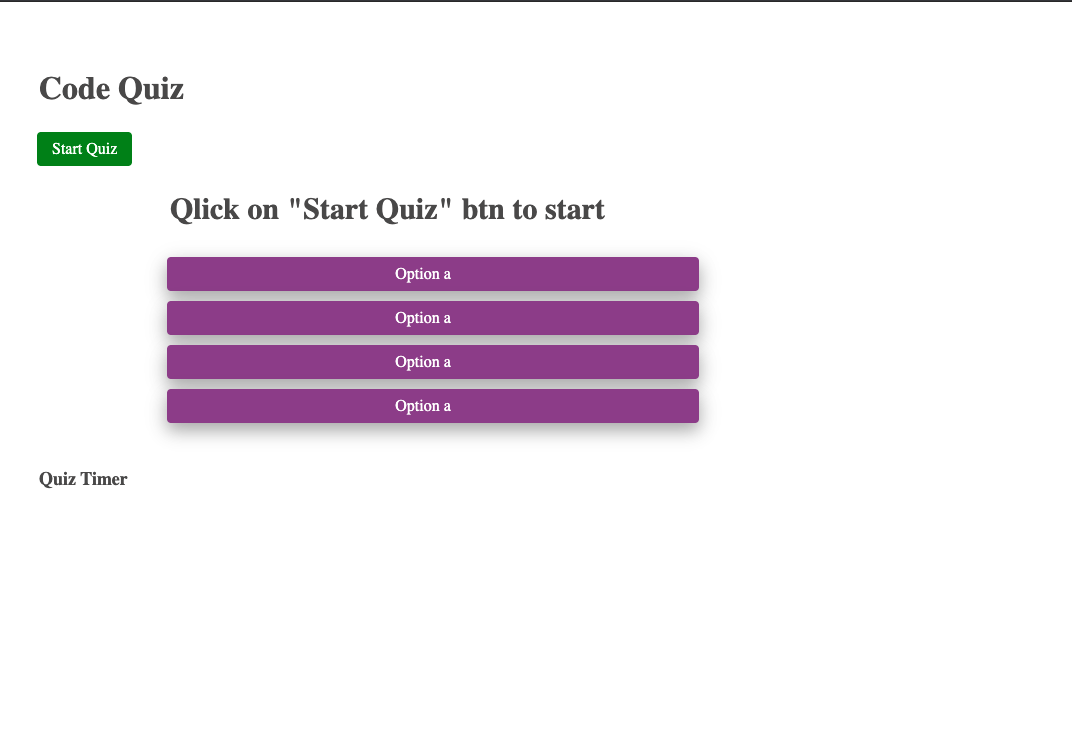 Code Quiz
Start Quiz
Qlick on "Start Quiz" btn to start
Option a
Option a
Option a
Option a
Quiz Timer